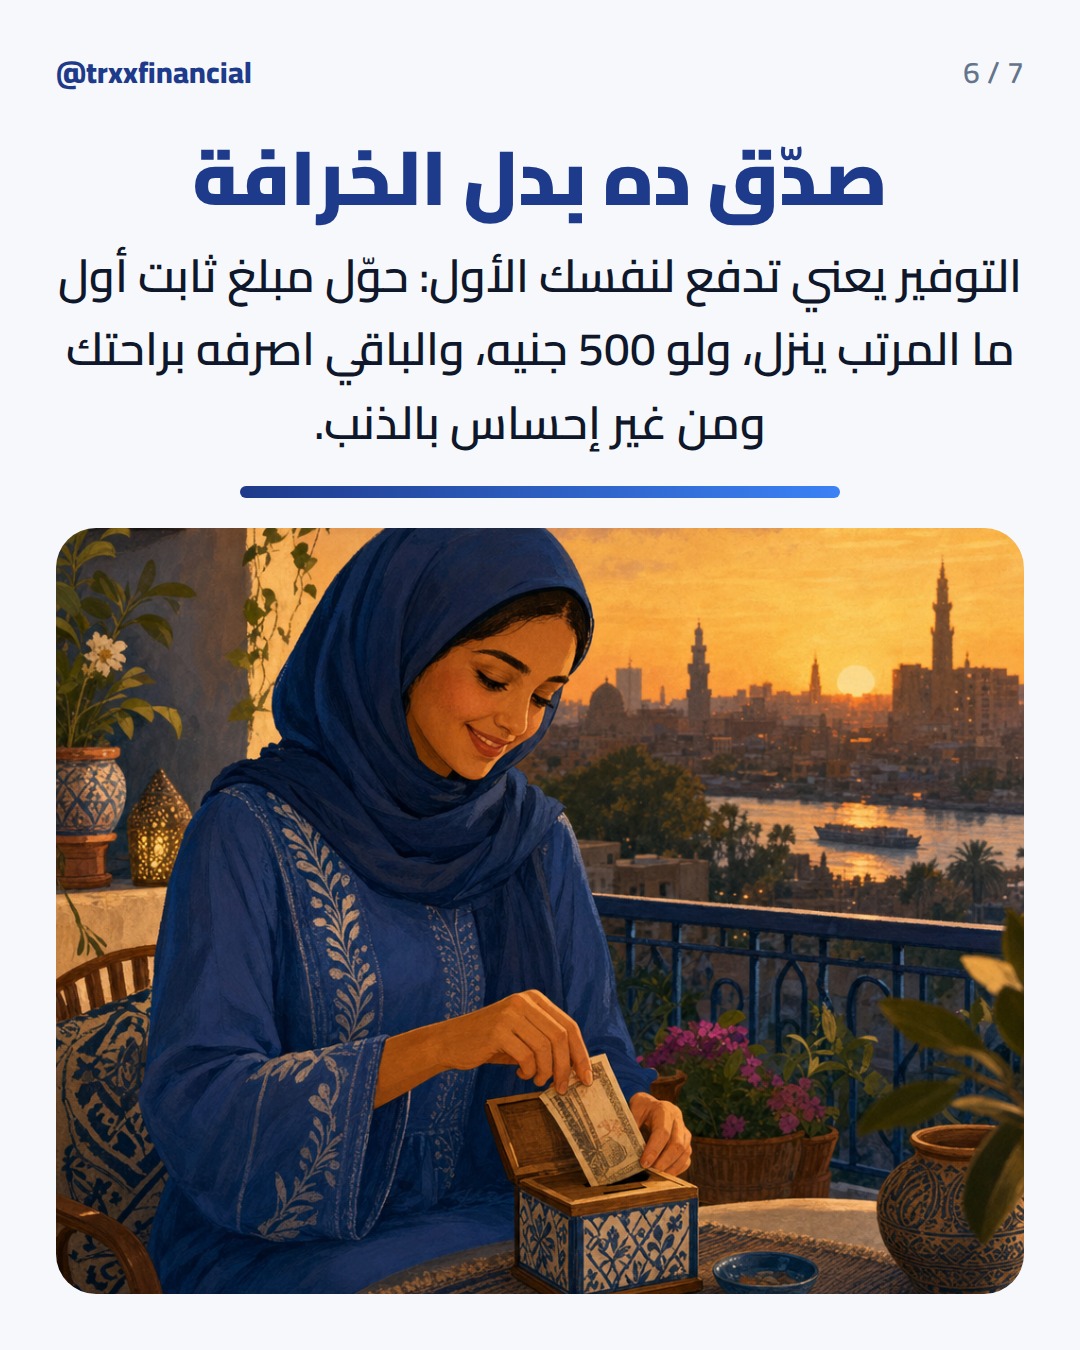 @trxxfinancial
6 / 7
صدّق ده بدل الخرافة
التوفير يعني تدفع لنفسك الأول: حوّل مبلغ ثابت أول
ما المرتب ينزل، ولو 500 جنيه، والباقي اصرفه براحتك
ومن غير إحساس بالذنب.